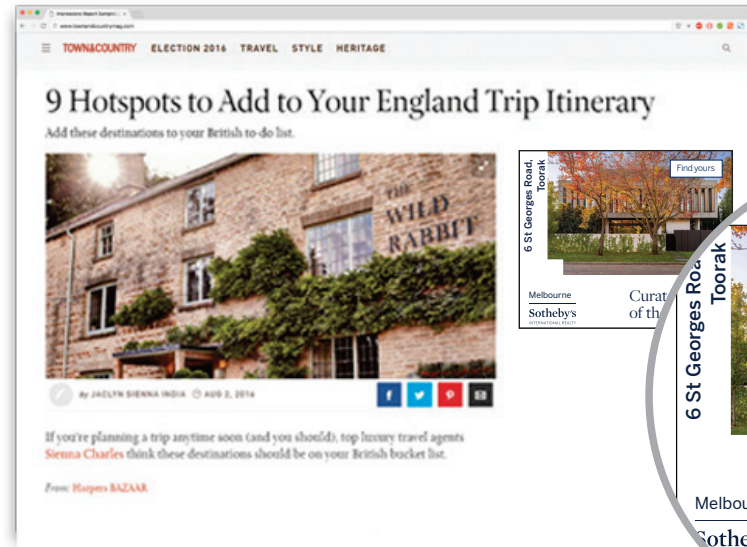 www.townandcountrymag.com
TOWN&COUNTRY ELECTION 2016 TRAVEL STYLE HERITAGE
9 Hotspots to Add to Your England Trip Itinerary
Add these destinations to your British to-do list.
THE
WILD
RABBIT
By JACLYN SIENNA INDIA AUG 2, 2016
If you're planning a trip anytime soon (and you should), top luxury travel agents
Sienna Charles think these destinations should be on your British bucket list.
From: Harpers BAZAAR
6 St Georges Road,
Toorak
Find yours
Melbourne
Sotheby's
INTERNATIONAL REALTY
Curat
of th
6 St Georges Roa
Toorak
Melbou
Sothe